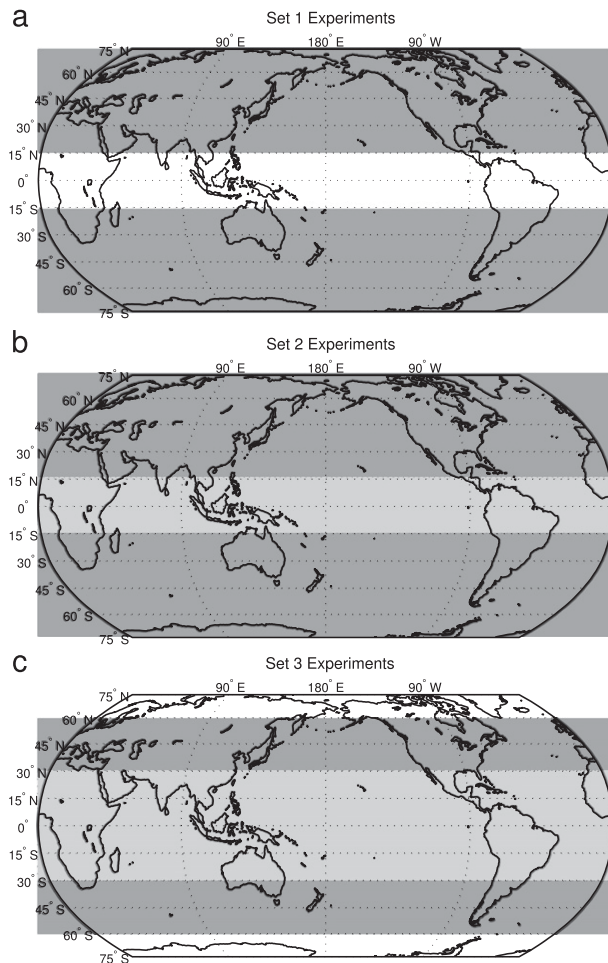 a
Set 1 Experiments
90° E 180° E 90° W
75° N
60° N
45° N
30° N
15° N
0°
15° S
30° S
45° S
60° S
75° S
b
Set 2 Experiments
90° E 180° E 90° W
75° N
60° N
45° N
30° N
15° N
0°
15° S
30° S
45° S
60° S
75° S
c
Set 3 Experiments
90° E 180° E 90° W
75° N
60° N
45° N
30° N
15° N
0°
15° S
30° S
45° S
60° S
75° S